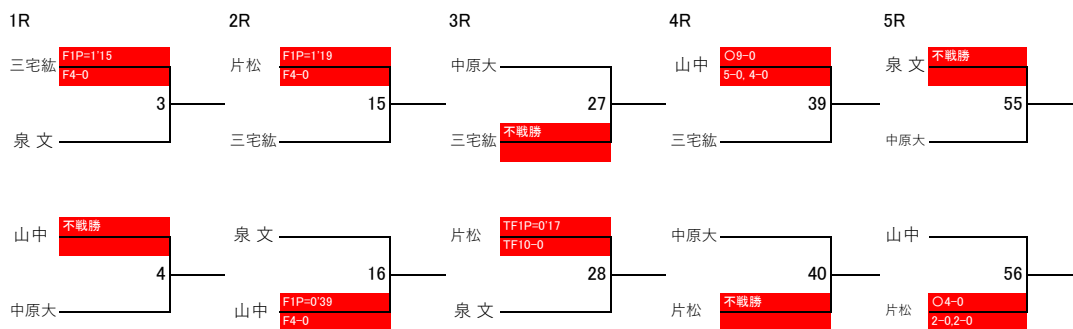 1R 2R 3R 4R 5R
三宅紘 F1P=1'15 片松 F1P=1'19 中原大 山中 〇9-0 泉 文 不戦勝
F4-0 F4-0 5-0, 4-0
3 15 27 39 55
泉 文 三宅紘 三宅紘 不戦勝 三宅紘 中原大
山中 不戦勝 泉 文 片松 TF1P=0'17 中原大 山中
TF10-0
4 16 28 40 56
中原大 山中 F1P=0'39 泉 文 片松 不戦勝 片松 〇4-0
F4-0 2-0,2-0